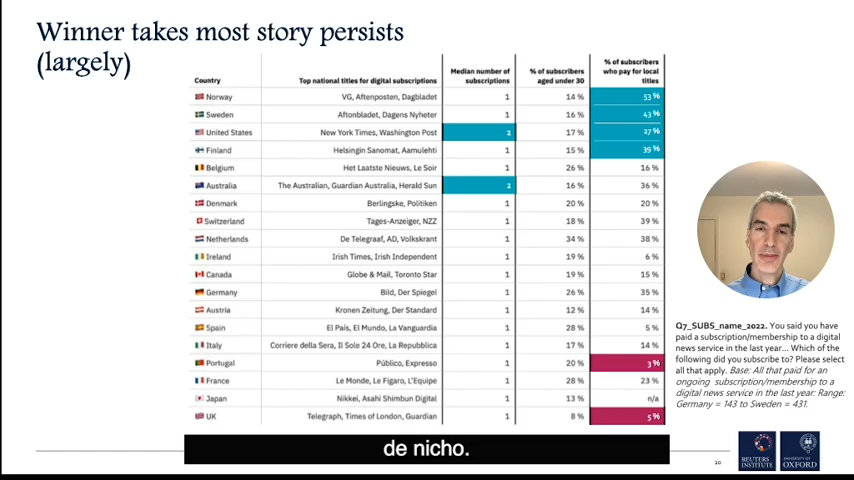 Winner takes most story persists
(largely)
Country Top national titles for digital subscriptions Median number of subscriptions % of subscribers aged under 30 % of subscribers who pay for local titles
Norway VG, Aftenposten, Dagbladet 1 14 % 53 %
Sweden Aftonbladet, Dagens Nyheter 1 16 % 43 %
United States New York Times, Washington Post 2 17 % 27 %
Finland Helsingin Sanomat, Aamulehti 1 15 % 39 %
Belgium Het Laatste Nieuws, Le Soir 1 26 % 16 %
Australia The Australian, Guardian Australia, Herald Sun 2 16 % 36 %
Denmark Berlingske, Politiken 1 20 % 20 %
Switzerland Tages-Anzeiger, NZZ 1 18 % 39 %
Netherlands De Telegraaf, AD, Volkskrant 1 34 % 38 %
Ireland Irish Times, Irish Independent 1 19 % 6 %
Canada Globe & Mail, Toronto Star 1 19 % 15 %
Germany Bild, Der Spiegel 1 26 % 35 %
Austria Kronen Zeitung, Der Standard 1 12 % 14 %
Spain El País, El Mundo, La Vanguardia 1 28 % 5 %
Italy Corriere della Sera, Il Sole 24 Ore, La Repubblica 1 17 % 14 %
Portugal Público, Expresso 1 20 % 3 %
France Le Monde, Le Figaro, L'Equipe 1 28 % 23 %
Japan Nikkei, Asahi Shimbun Digital 1 13 % n/a
UK Telegraph, Times of London, Guardian 1 8 % 5 %
Q7_SUBS_name_2022. You said you have
paid a subscription/membership to a digital
news service in the last year... Which of the
following did you subscribe to? Please select
all that apply. Base: All that paid for an
ongoing subscription/membership to a
digital news service in the last year: Range:
Germany = 143 to Sweden = 431.
de nicho.
20
REUTERS
INSTITUTE
UNIVERSITY OF
OXFORD